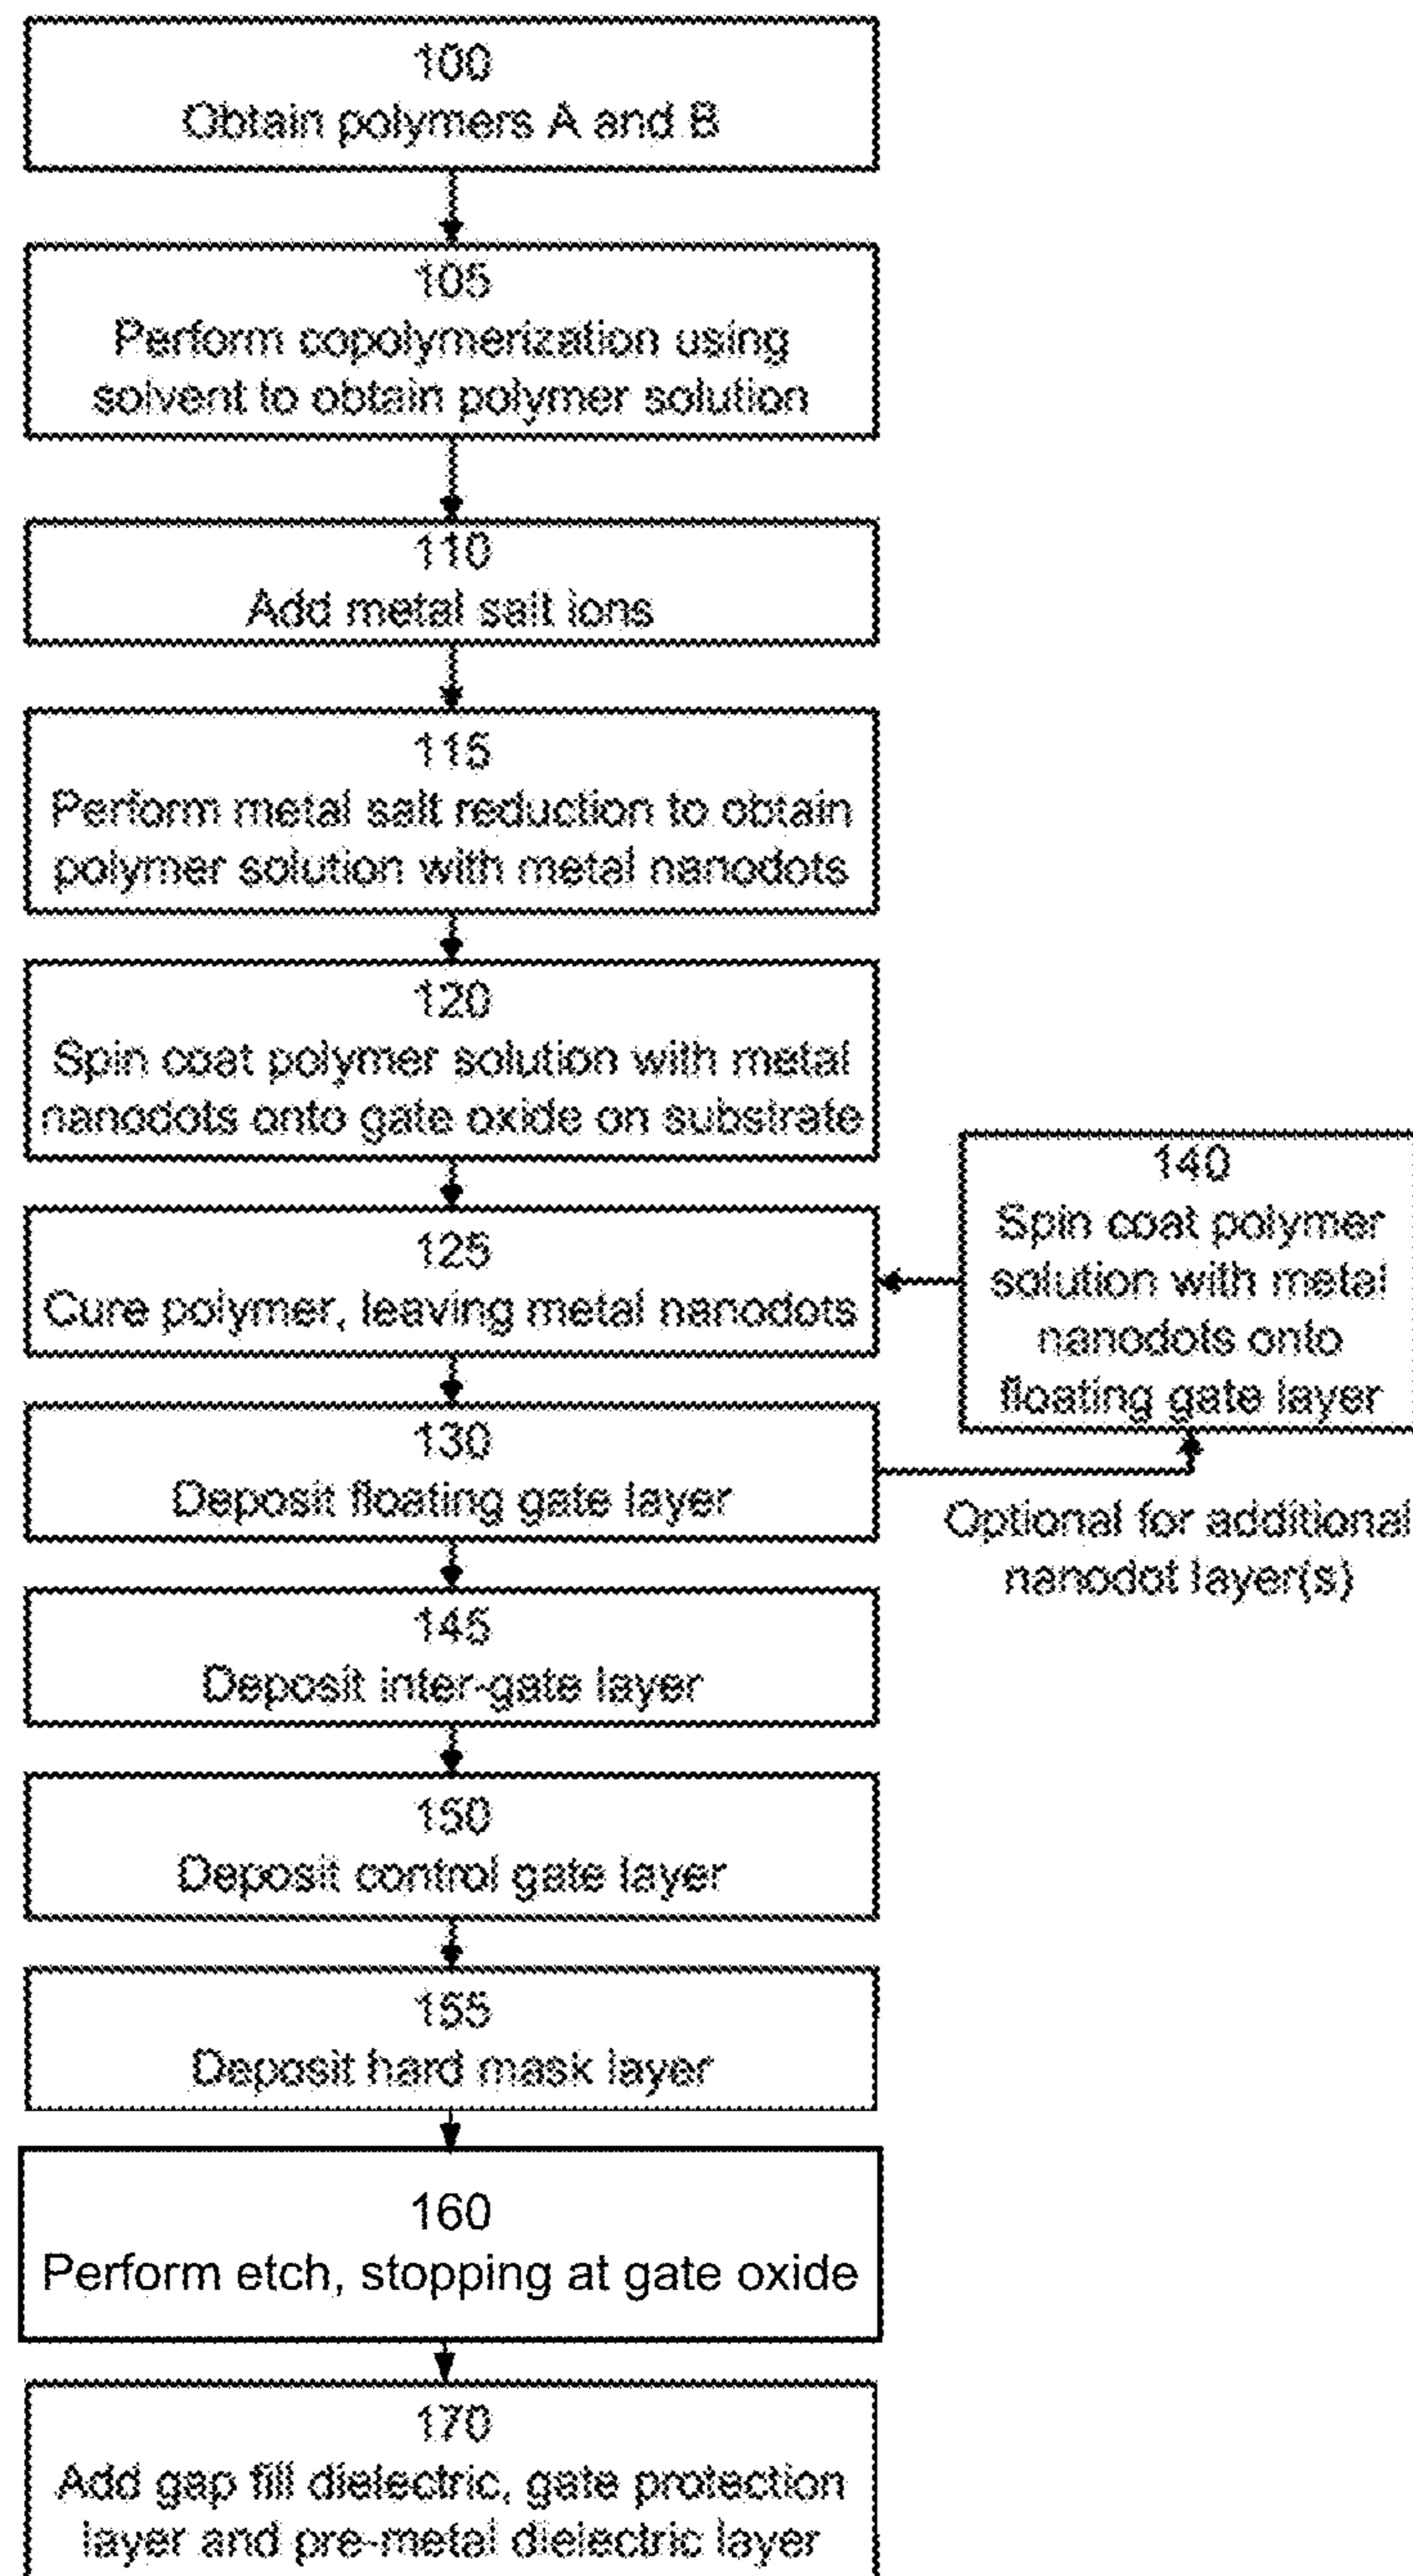 100
Obtain polymers A and B
105
Perform copolymerization using
solvent to obtain polymer solution
110
Add metal salt ions
115
Perform metal salt reduction to obtain
polymer solution with metal nanodots
120
Spin coat polymer solution with metal
nanodots onto gate oxide on substrate
125
Cure polymer, leaving metal nanodots
130
Deposit floating gate layer
140
Spin coat polymer
solution with metal
nanodots onto
floating gate layer
Optional for additional
nanodot layer(s)
145
Deposit inter-gate layer
150
Deposit control gate layer
155
Deposit hard mask layer
160
Perform etch, stopping at gate oxide
170
Add gap fill dielectric, gate protection
layer and pre-metal dielectric layer